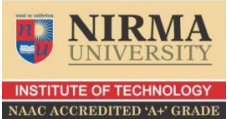 NIRMA
UNIVERSITY
INSTITUTE OF TECHNOLOGY
NAAC ACCREDITED 'A+' GRADE